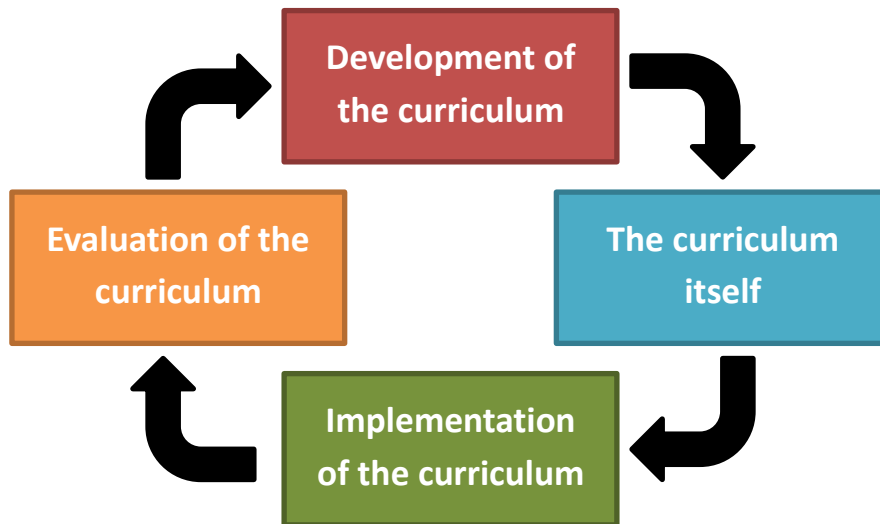 Development of
the curriculum
The curriculum
itself
Implementation
of the curriculum
Evaluation of the
curriculum